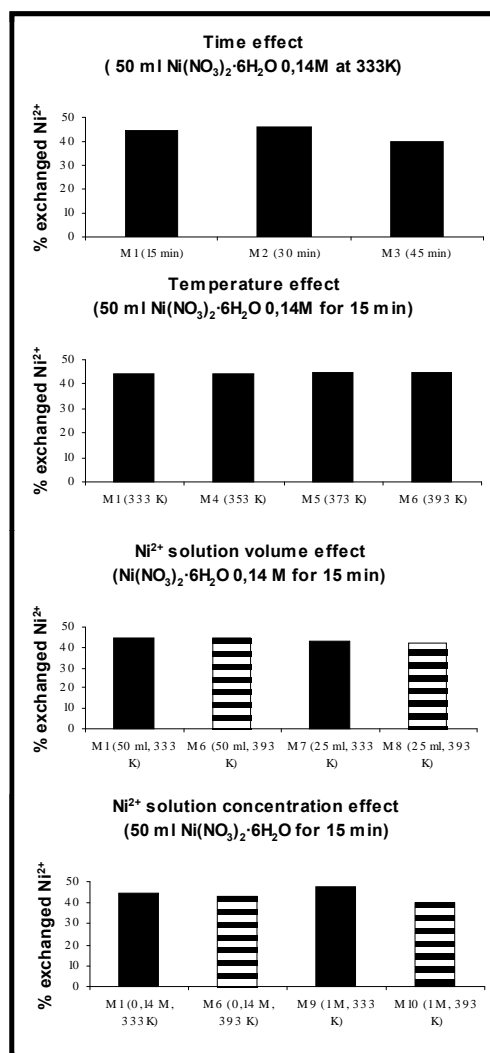 Time effect
( 50 ml Ni(NO₃)₂·6H₂O 0,14M at 333K)
% exchanged Ni²⁺
50
40
30
20
10
0
M1 (15 min) M2 (30 min) M3 (45 min)
Temperature effect
(50 ml Ni(NO₃)₂·6H₂O 0,14M for 15 min)
% exchanged Ni²⁺
50
40
30
20
10
0
M1 (333 K) M4 (353 K) M5 (373 K) M6 (393 K)
Ni²⁺ solution volume effect
(Ni(NO₃)₂·6H₂O 0,14 M for 15 min)
% exchanged Ni²⁺
50
40
30
20
10
0
M1 (50 ml, 333 M6 (50 ml, 393 M7 (25 ml, 333 M8 (25 ml, 393
K) K) K) K)
Ni²⁺ solution concentration effect
(50 ml Ni(NO₃)₂·6H₂O for 15 min)
% exchanged Ni²⁺
50
40
30
20
10
0
M1 (0,14 M, M6 (0,14 M, M9 (1M, 333 M10 (1M, 393
333K) 393 K) K) K)